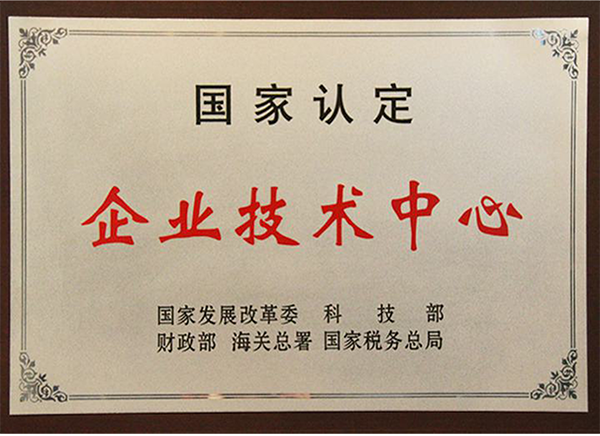 国家认定
企业技术中心
国家发展改革委 科技部
财政部 海关总署 国家税务总局